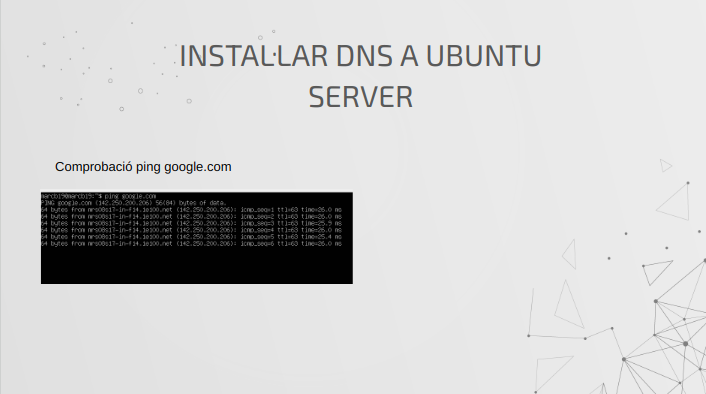 INSTAL·LAR DNS A UBUNTU
SERVER
Comprobació ping google.com
marcb19@marcb19:~$ ping google.com
PING google.com (142.250.200.206) 56(84) bytes of data.
64 bytes from mrs08s17-in-f14.1e100.net (142.250.200.206): icmp_seq=1 ttl=63 time=26.0 ms
64 bytes from mrs08s17-in-f14.1e100.net (142.250.200.206): icmp_seq=2 ttl=63 time=26.0 ms
64 bytes from mrs08s17-in-f14.1e100.net (142.250.200.206): icmp_seq=3 ttl=63 time=25.9 ms
64 bytes from mrs08s17-in-f14.1e100.net (142.250.200.206): icmp_seq=4 ttl=63 time=26.0 ms
64 bytes from mrs08s17-in-f14.1e100.net (142.250.200.206): icmp_seq=5 ttl=63 time=25.4 ms
64 bytes from mrs08s17-in-f14.1e100.net (142.250.200.206): icmp_seq=6 ttl=63 time=26.0 ms